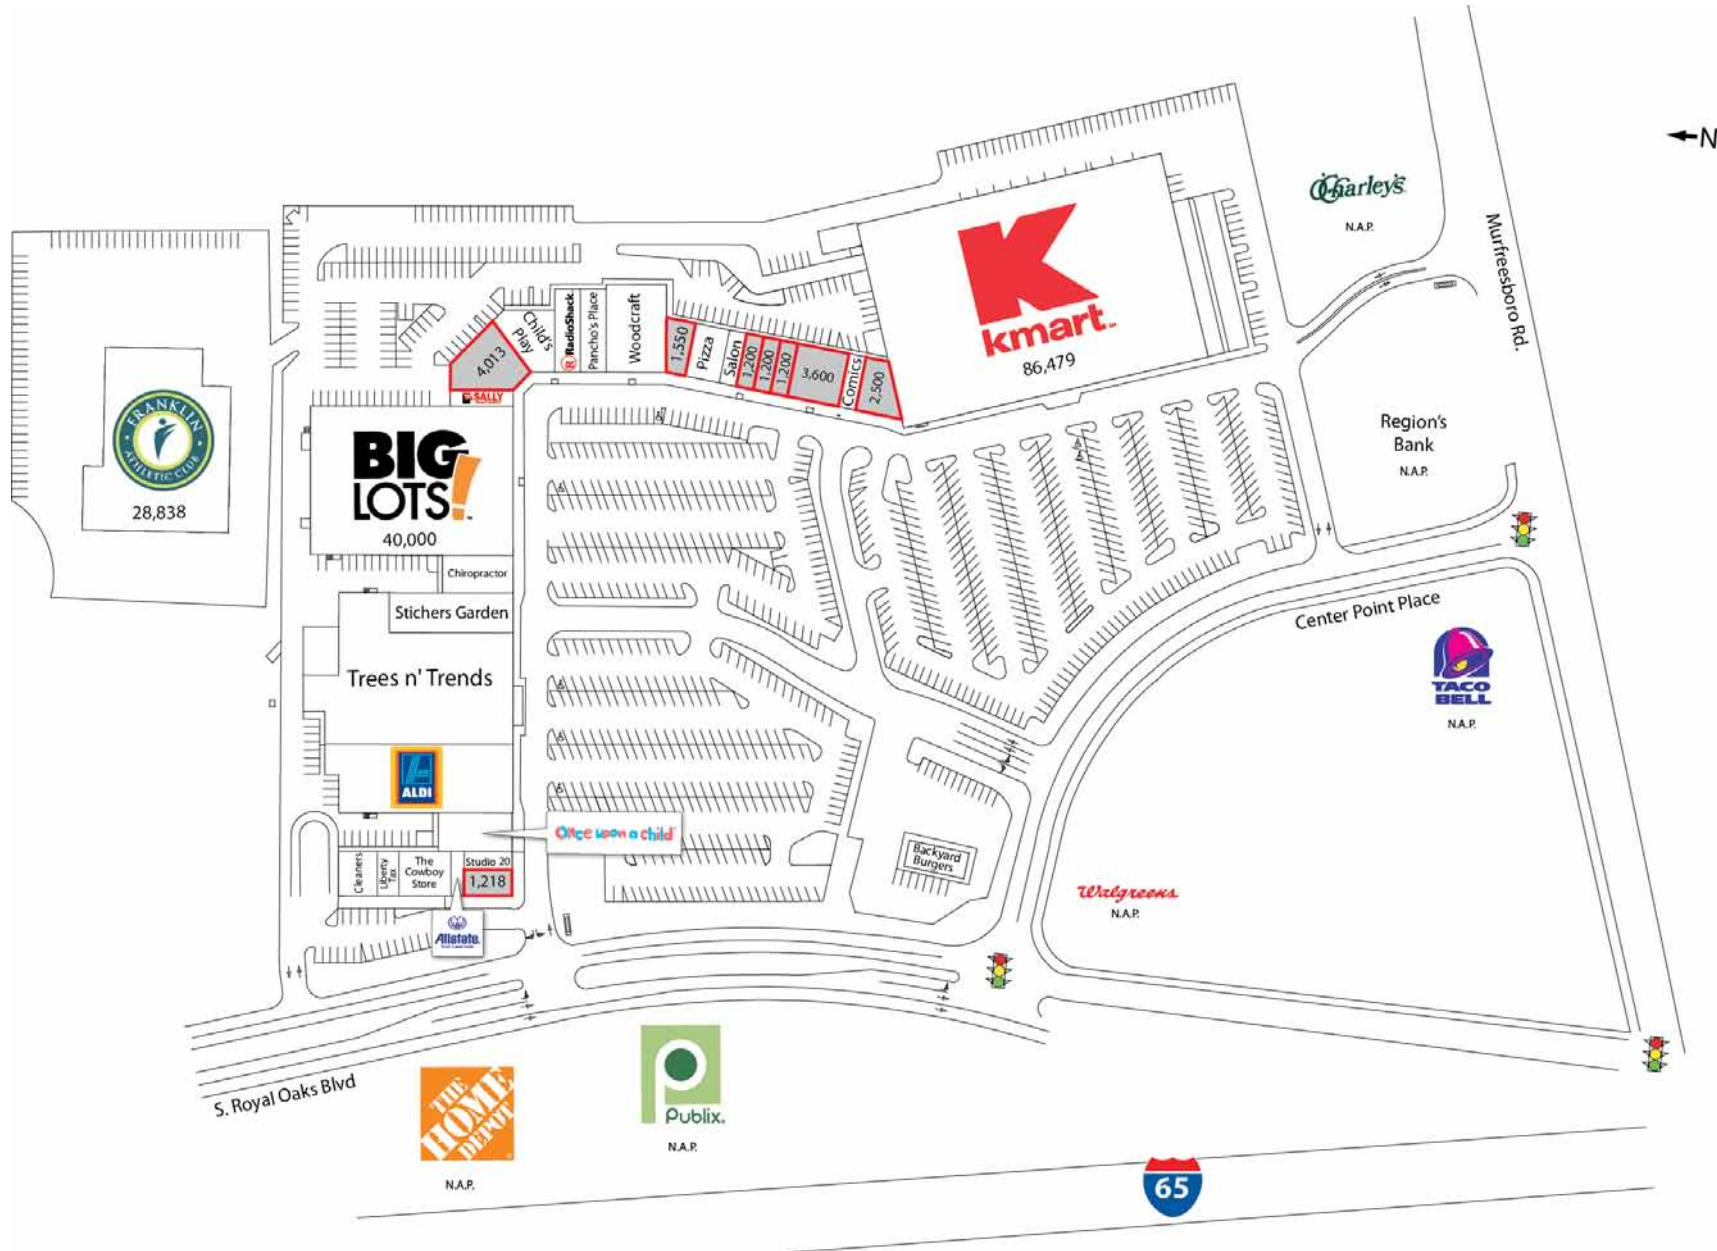 N
O'Charley's
N.A.P.
Murfreesboro Rd.
kmart
86,479
Child's
Play
RadioShack
Pancho's Place
Woodcraft
4,013
1,550
Pizza
Salon
1,200
1,200
1,200
3,600
Comics
2,500
SALLY
FRANKLIN
ATHLETIC CLUB
28,838
BIG
LOTS!
40,000
Region's
Bank
N.A.P.
Chiropractor
Stichers Garden
Center Point Place
Trees n' Trends
TACO
BELL
N.A.P.
ALDI
Once upon a child
Cleaners
Liberty
Tax
The
Cowboy
Store
Studio 20
1,218
Backyard
Burgers
Walgreens
N.A.P.
Allstate
S. Royal Oaks Blvd
THE
HOME
DEPOT
N.A.P.
Publix
N.A.P.
65